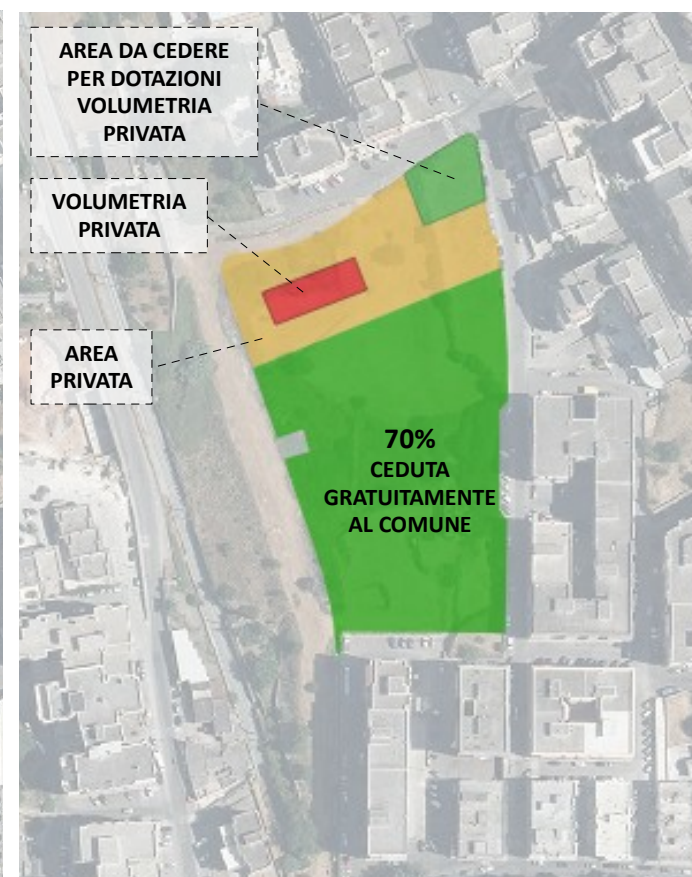 AREA DA CEDERE
PER DOTAZIONI
VOLUMETRIA
PRIVATA
VOLUMETRIA
PRIVATA
AREA
PRIVATA
70%
CEDUTA
GRATUITAMENTE
AL COMUNE